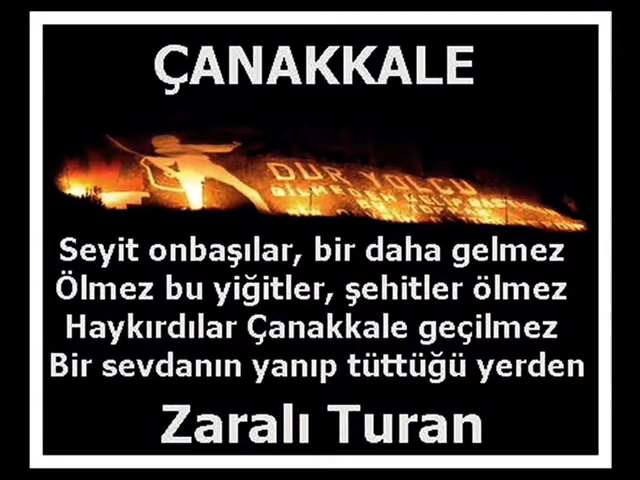 ÇANAKKALE
DUR YOLCU
Seyit onbaşılar, bir daha gelmez
Ölmez bu yiğitler, şehitler ölmez
Haykırdılar Çanakkale geçilmez
Bir sevdanın yanıp tüttüğü yerden
Zaralı Turan